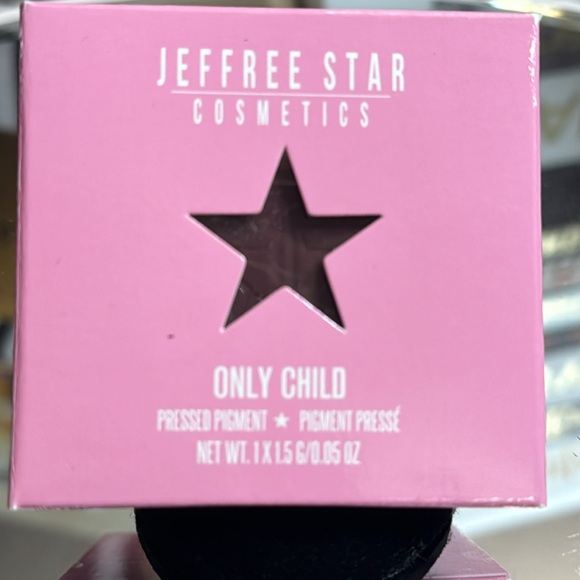 JEFFREE STAR
COSMETICS
ONLY CHILD
PRESSED PIGMENT ★ PIGMENT PRESSÉ
NET WT. 1 X 1.5 G/0.05 OZ